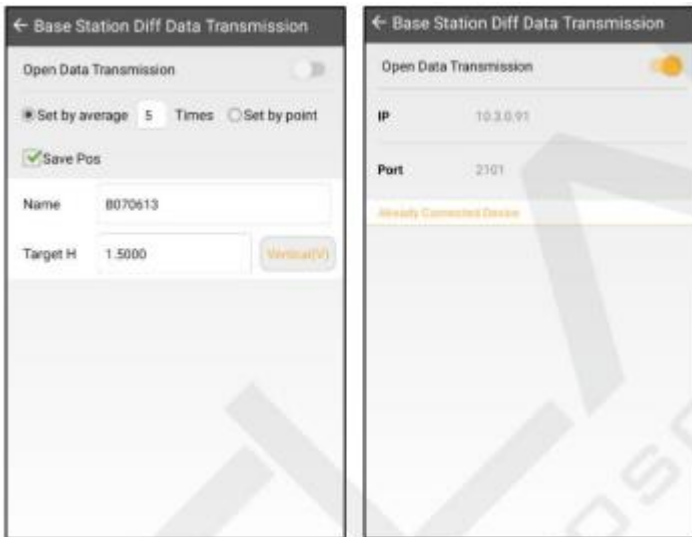 Base Station Diff Data Transmission
Open Data Transmission
Set by average 5 Times Set by point
Save Pos
Name B070613
Target H 1.5000 Vertical(V)
Base Station Diff Data Transmission
Open Data Transmission
IP 10.3.0.91
Port 2101
Already Connected Device